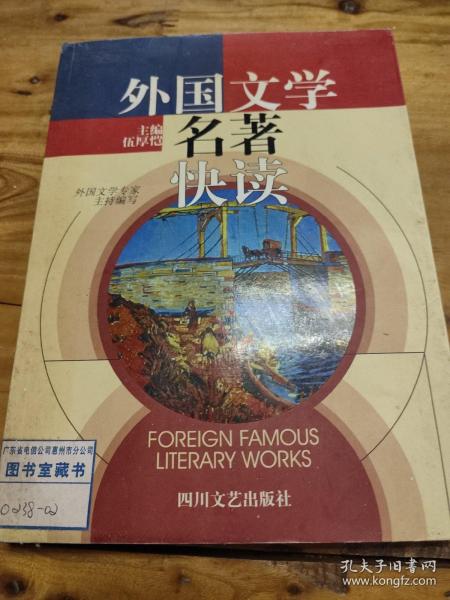 外国文学
名著
快读
主编
伍厚恺
外国文学专家
主持编写
FOREIGN FAMOUS
LITERARY WORKS
四川文艺出版社
广东省电信公司惠州市分公司
图书室藏书
0238-02
孔夫子旧书网
www.kongfz.com